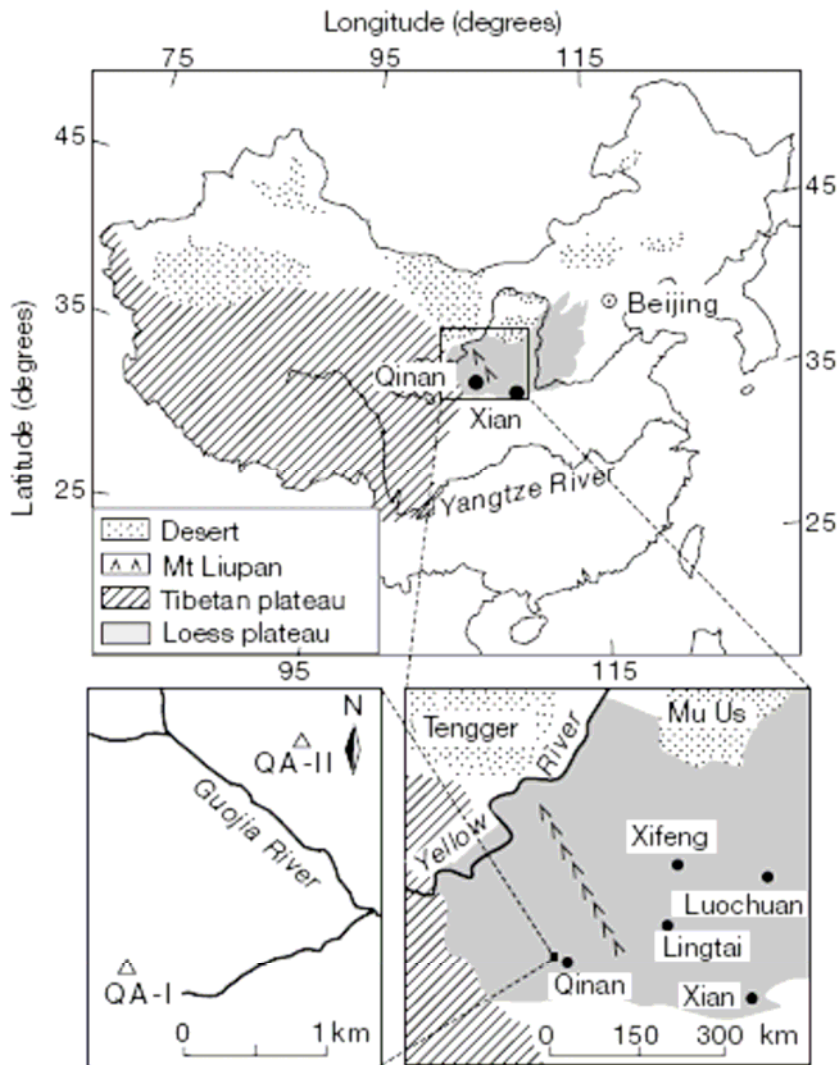 Longitude (degrees)
75 95 115
45
45
35
Beijing
Latitude (degrees)
Qinan
35
Xian
25
Yangtze River
25
Desert
Mt Liupan
Tibetan plateau
Loess plateau
95 115
N
QA-II
Guojia River
QA-I
0 1 km
Tengger
Mu Us
Yellow River
Xifeng
Luochuan
Lingtai
Qinan
Xian
0 150 300 km